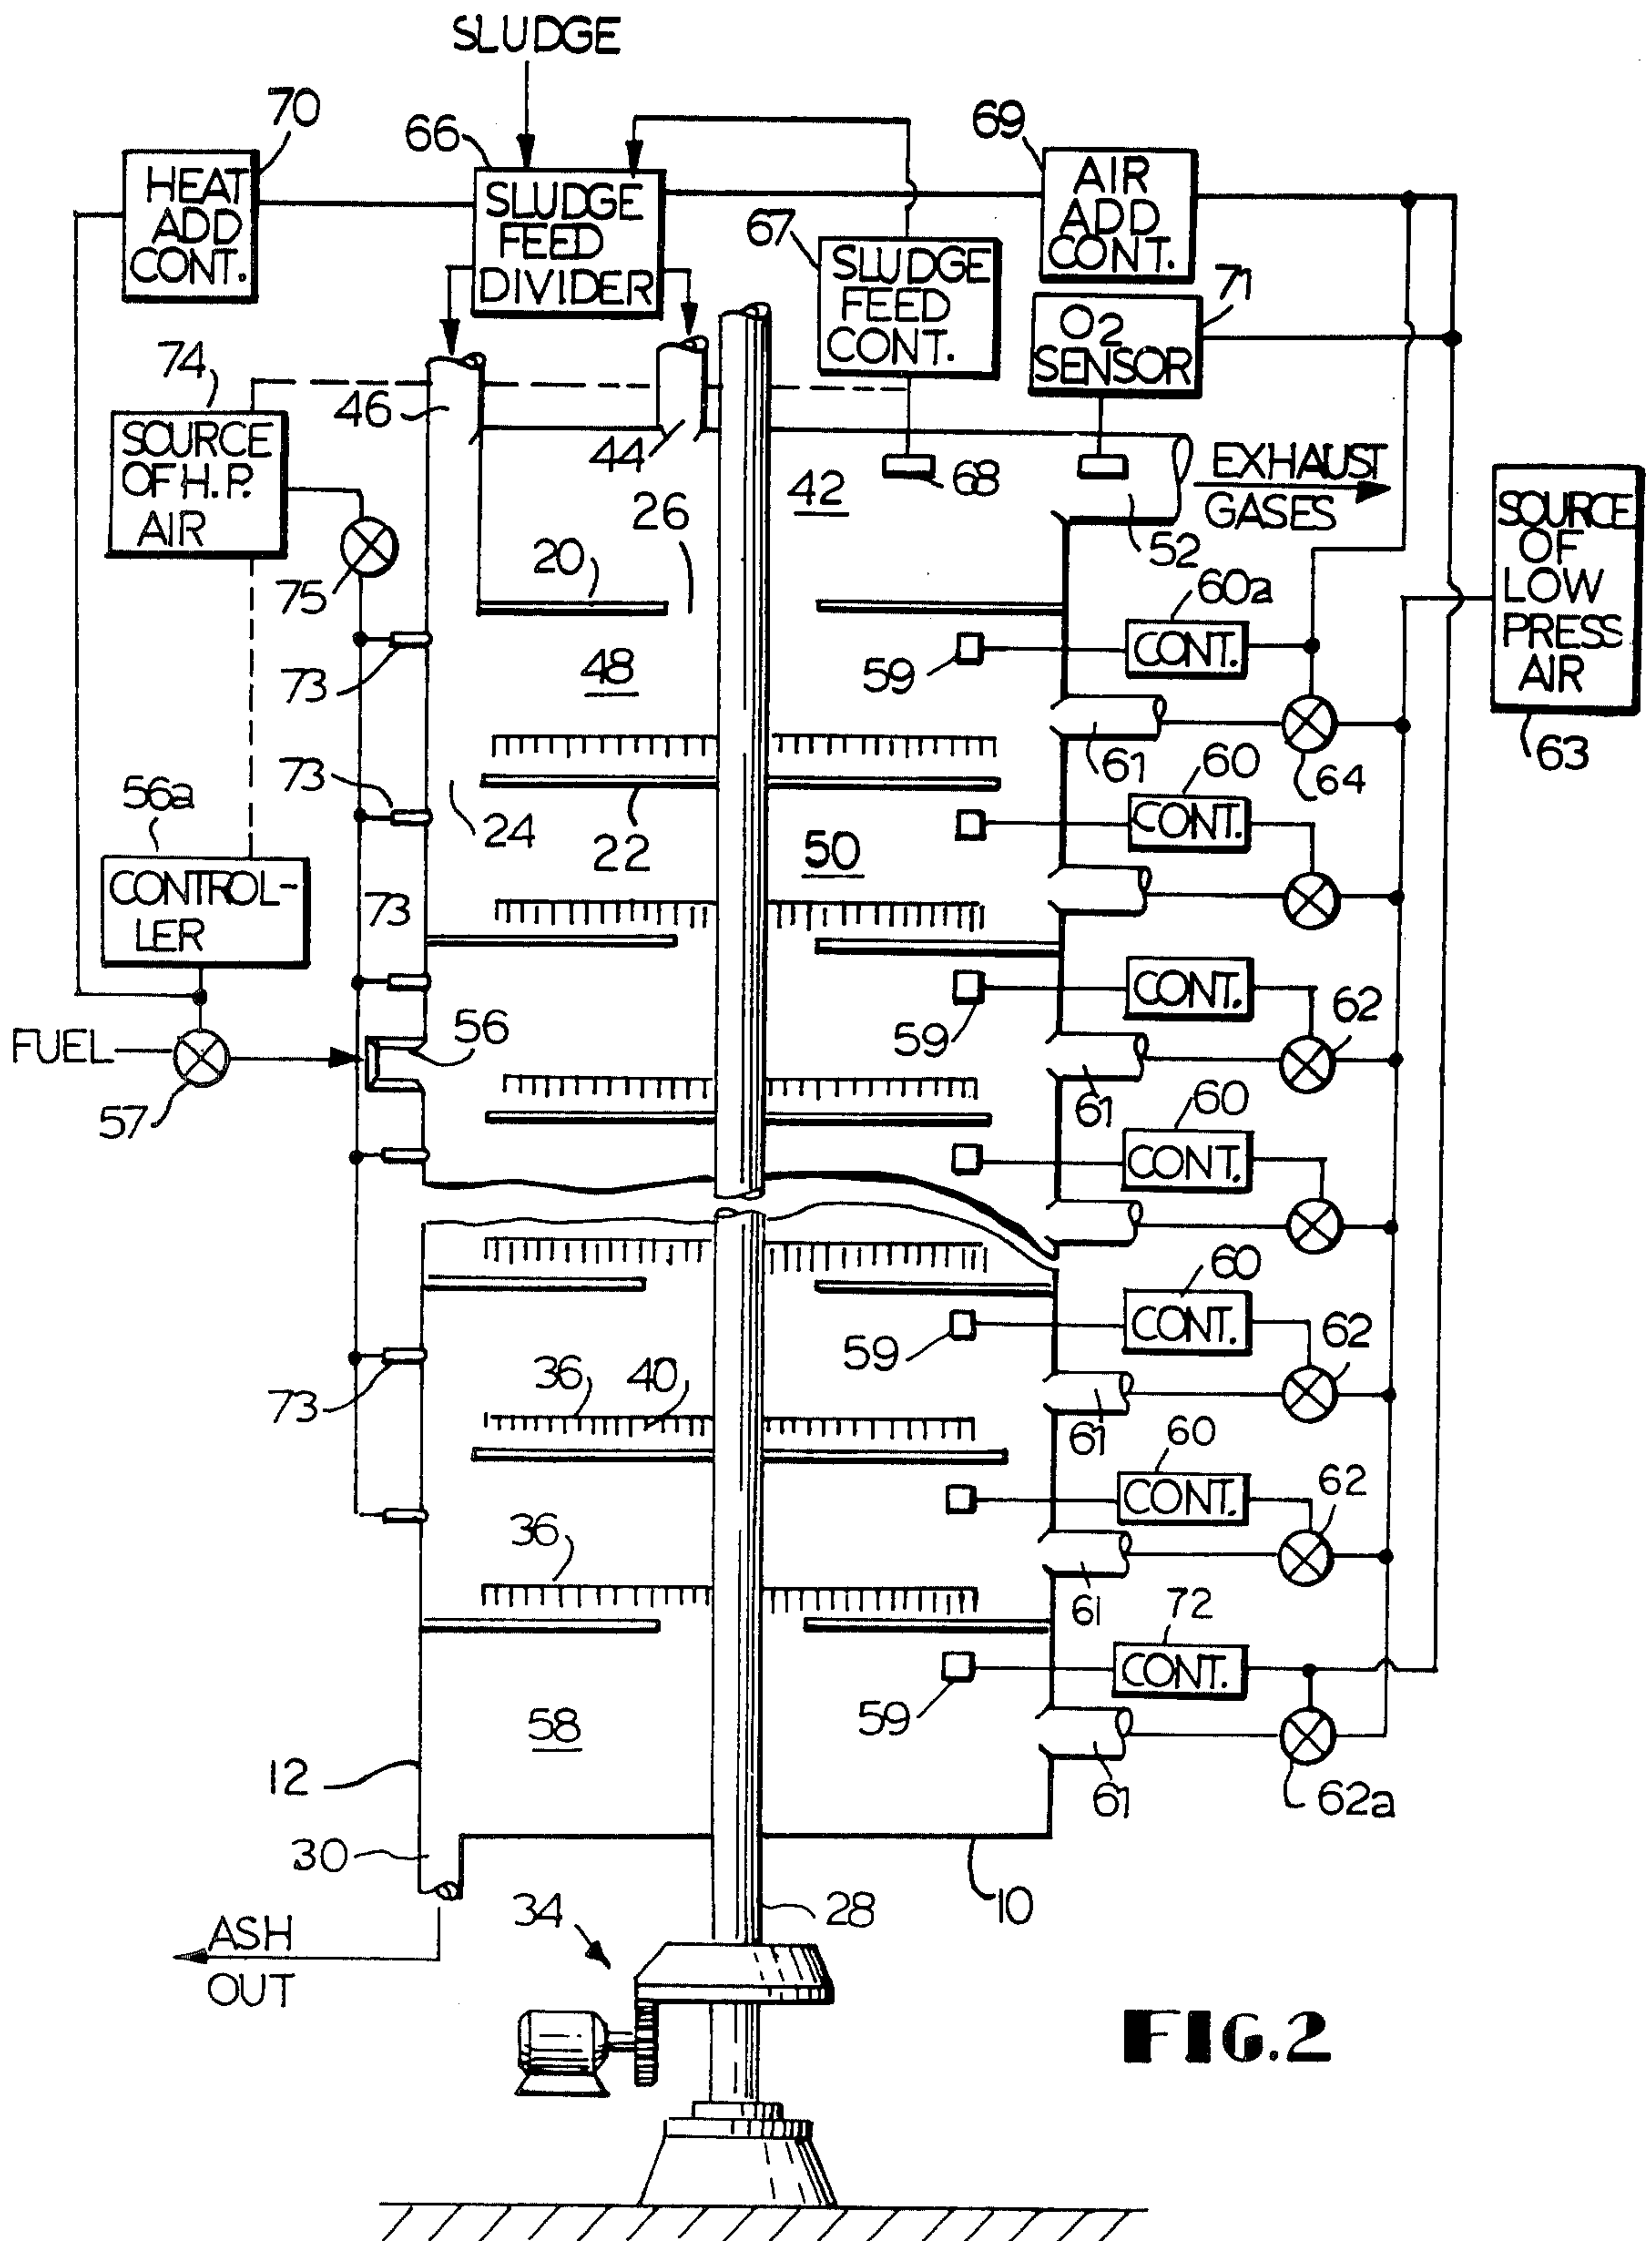 SLUDGE
70
66
69
HEAT
ADD
CONT.
SLUDGE
FEED
DIVIDER
67
SLUDGE
FEED
CONT.
AIR
ADD
CONT.
71
O2
SENSOR
74
46
44
SOURCE
OF H.P.
AIR
42
68
EXHAUST
GASES
SOURCE
OF
LOW
PRESS
AIR
26
52
20
75
60a
CONT.
59
48
73
61
64
63
73
60
56a
24
22
50
CONT.
CONTROL-
LER
73
CONT.
62
59
56
FUEL
57
61
60
CONT.
60
CONT.
62
59
73
36
40
61
60
CONT.
62
36
61
72
CONT.
59
58
12
61
62a
30
10
28
34
ASH
OUT
FIG.2